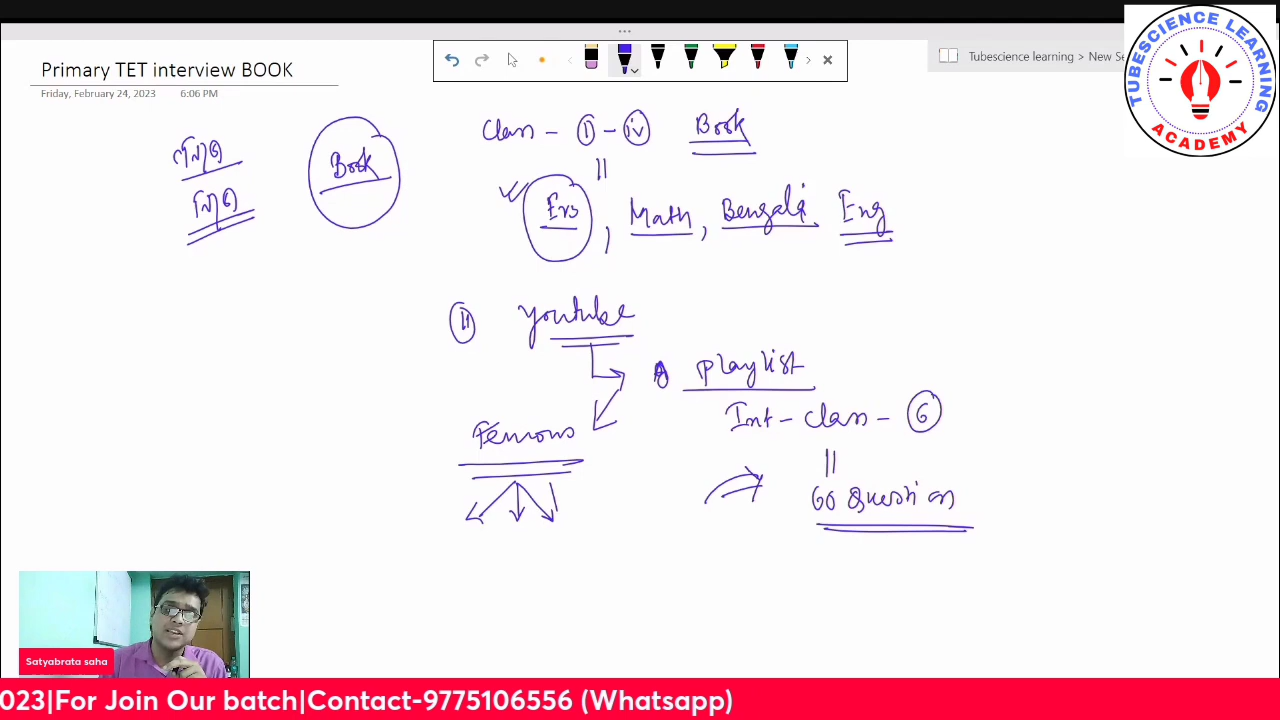 Primary TET interview BOOK
Friday, February 24, 2023 6:06 PM
Tubescience learning > New Se
TUBESCIENCE LEARNING
ACADEMY
Book
Class - ① - ⓘⓥ Book
Evs, Math, Bengali Eng
ⓘⓘ Youtube
Playlist
Int - Class - ⑥
Femous
60 Question
Satyabrata saha
023|For Join Our batch|Contact-9775106556 (Whatsapp)